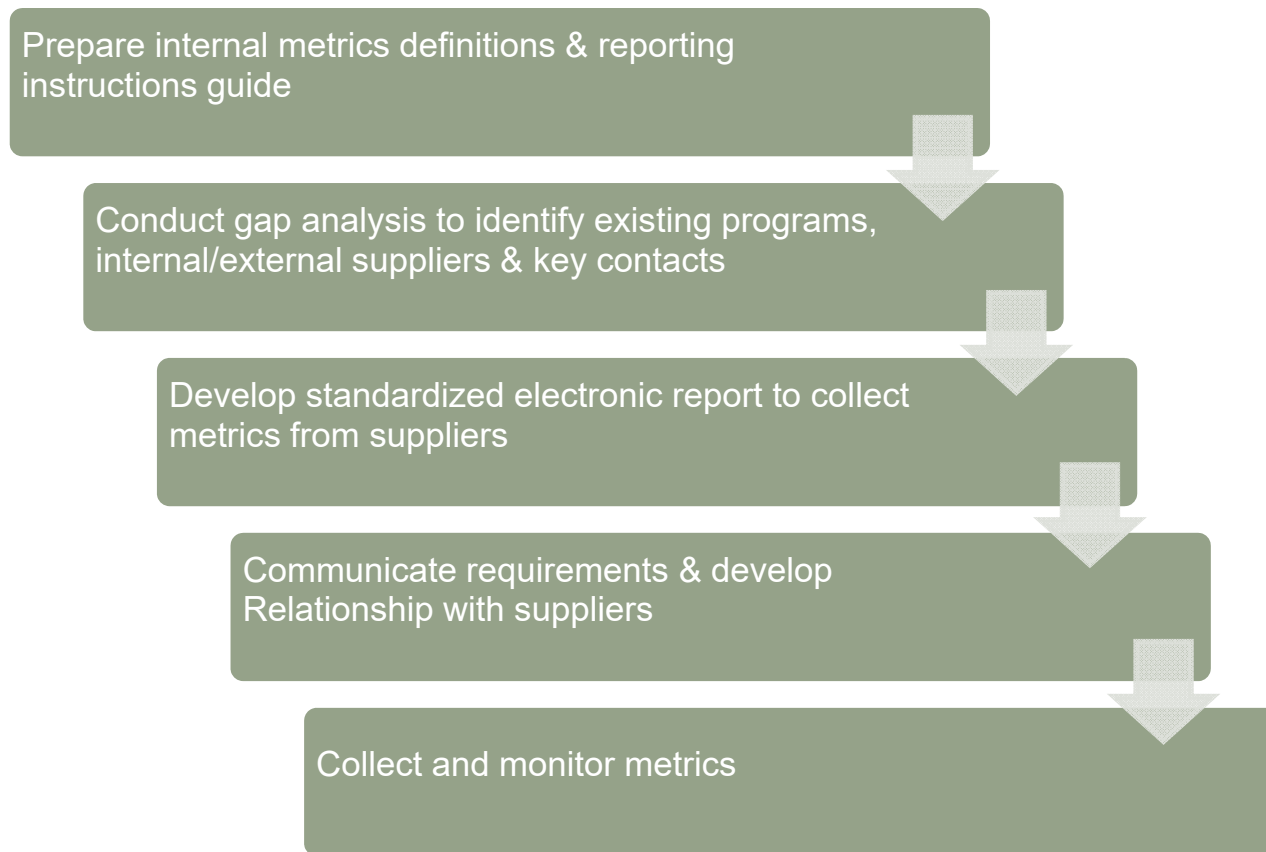 Prepare internal metrics definitions & reporting
instructions guide
Conduct gap analysis to identify existing programs,
internal/external suppliers & key contacts
Develop standardized electronic report to collect
metrics from suppliers
Communicate requirements & develop
Relationship with suppliers
Collect and monitor metrics